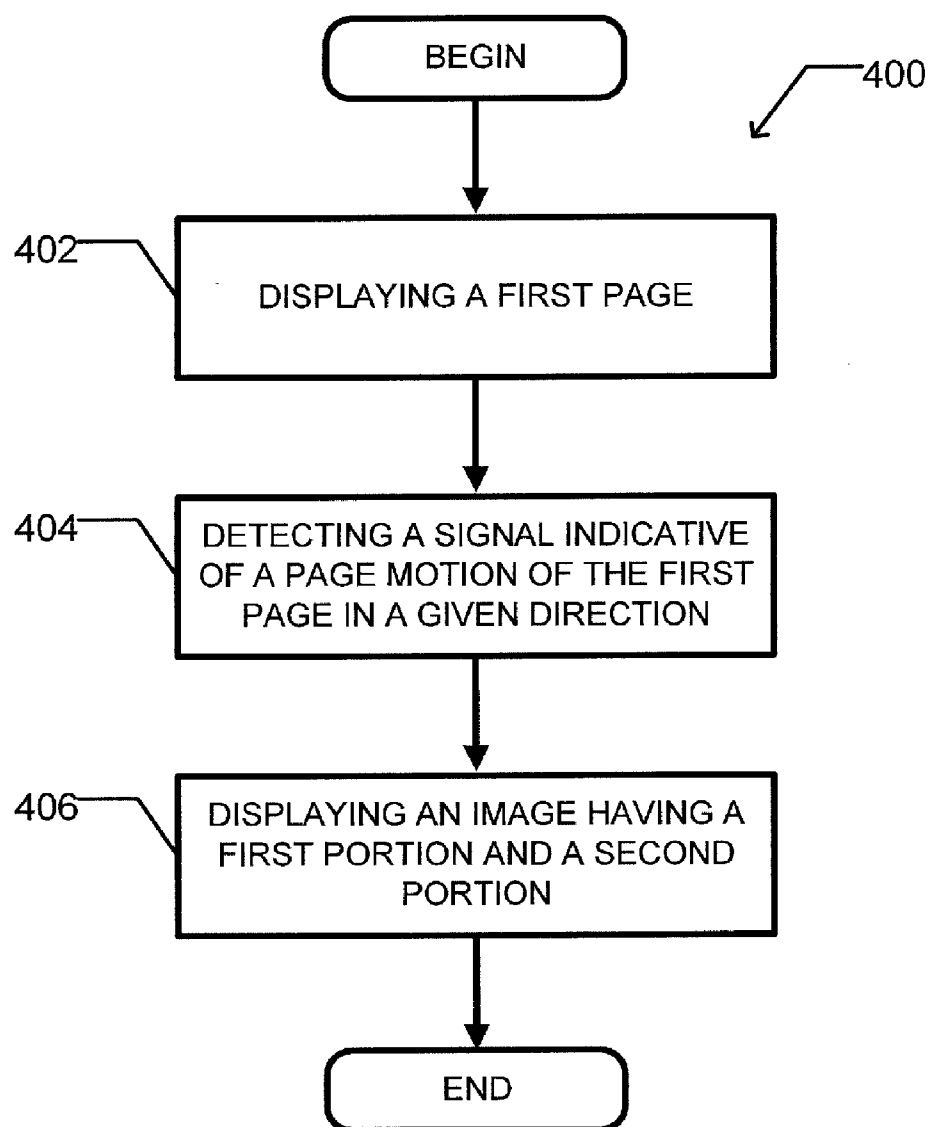 BEGIN
400
402
DISPLAYING A FIRST PAGE
404
DETECTING A SIGNAL INDICATIVE
OF A PAGE MOTION OF THE FIRST
PAGE IN A GIVEN DIRECTION
406
DISPLAYING AN IMAGE HAVING A
FIRST PORTION AND A SECOND
PORTION
END